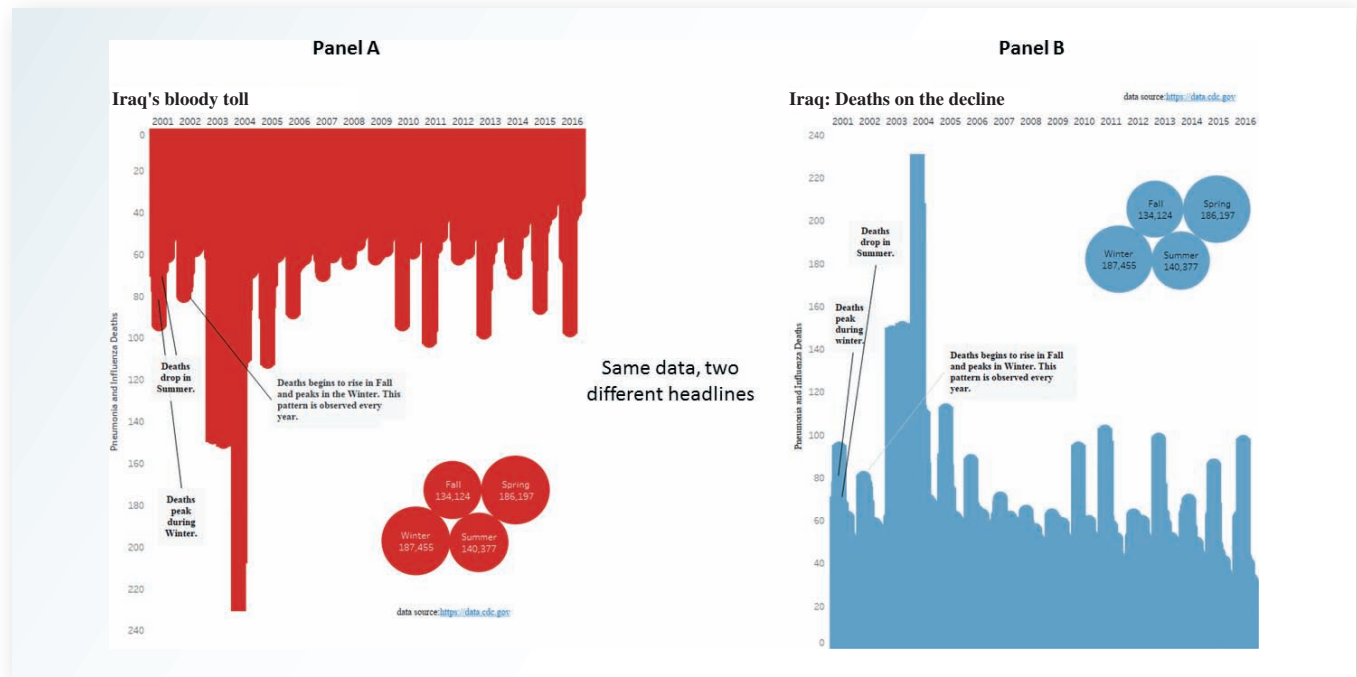 Panel A
Iraq's bloody toll
2001 2002 2003 2004 2005 2006 2007 2008 2009 2010 2011 2012 2013 2014 2015 2016
0
20
40
60
80
100
120
140
160
180
200
220
240
Pneumonia and Influenza Deaths
Deaths
drop in
Summer.
Deaths begins to rise in Fall
and peaks in the Winter. This
pattern is observed every
year.
Deaths
peak
during
Winter.
Fall
134,124
Spring
186,197
Winter
187,455
Summer
140,377
data source:https://data.cdc.gov
Same data, two
different headlines
Panel B
Iraq: Deaths on the decline
data source:https://data.cdc.gov
2001 2002 2003 2004 2005 2006 2007 2008 2009 2010 2011 2012 2013 2014 2015 2016
240
220
200
180
160
140
120
100
80
60
40
20
0
Pneumonia and Influenza Deaths
Deaths
drop in
Summer.
Deaths
peak
during
winter.
Deaths begins to rise in Fall
and peaks in Winter. This
pattern is observed every
year.
Fall
134,124
Spring
186,197
Winter
187,455
Summer
140,377